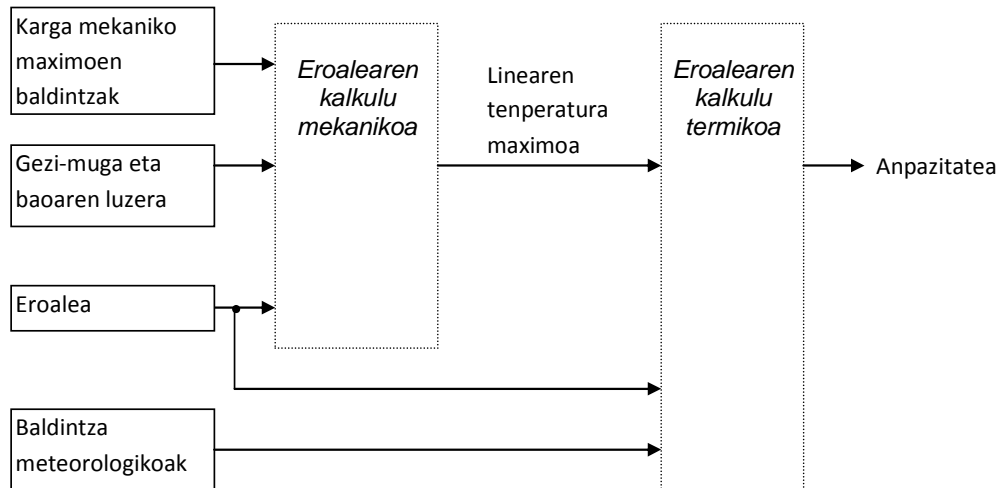 Karga mekaniko
maximoen
baldintzak
Eroalearen
kalkulu
mekanikoa
Linearen
tenperatura
maximoa
Eroalearen
kalkulu
termikoa
Gezi-muga eta
baoaren luzera
Anpazitatea
Eroalea
Baldintza
meteorologikoak